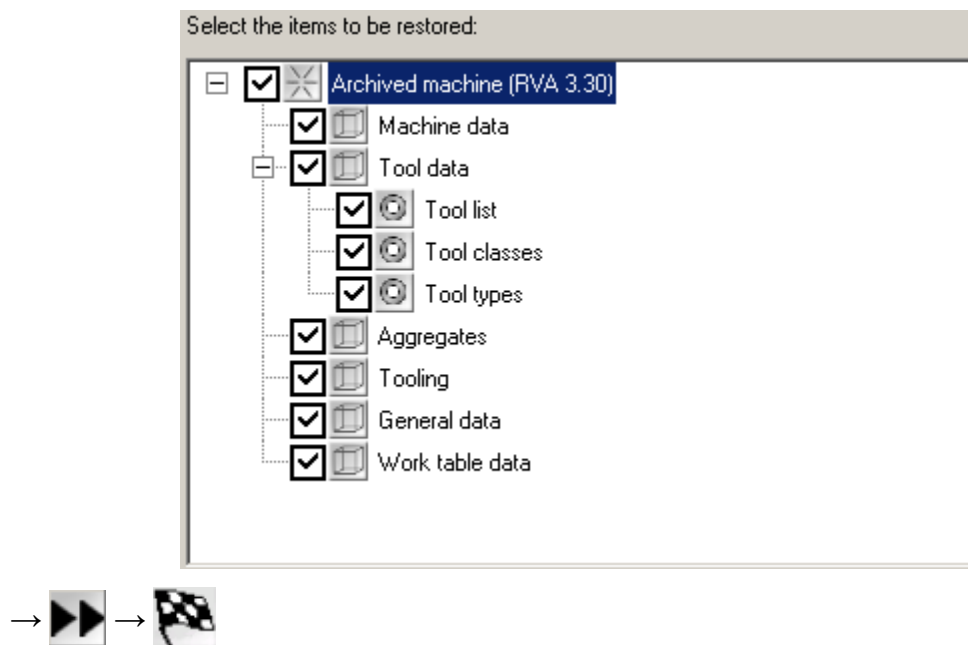 Select the items to be restored:
Archived machine (RVA 3.30)
Machine data
Tool data
Tool list
Tool classes
Tool types
Aggregates
Tooling
General data
Work table data
→ →